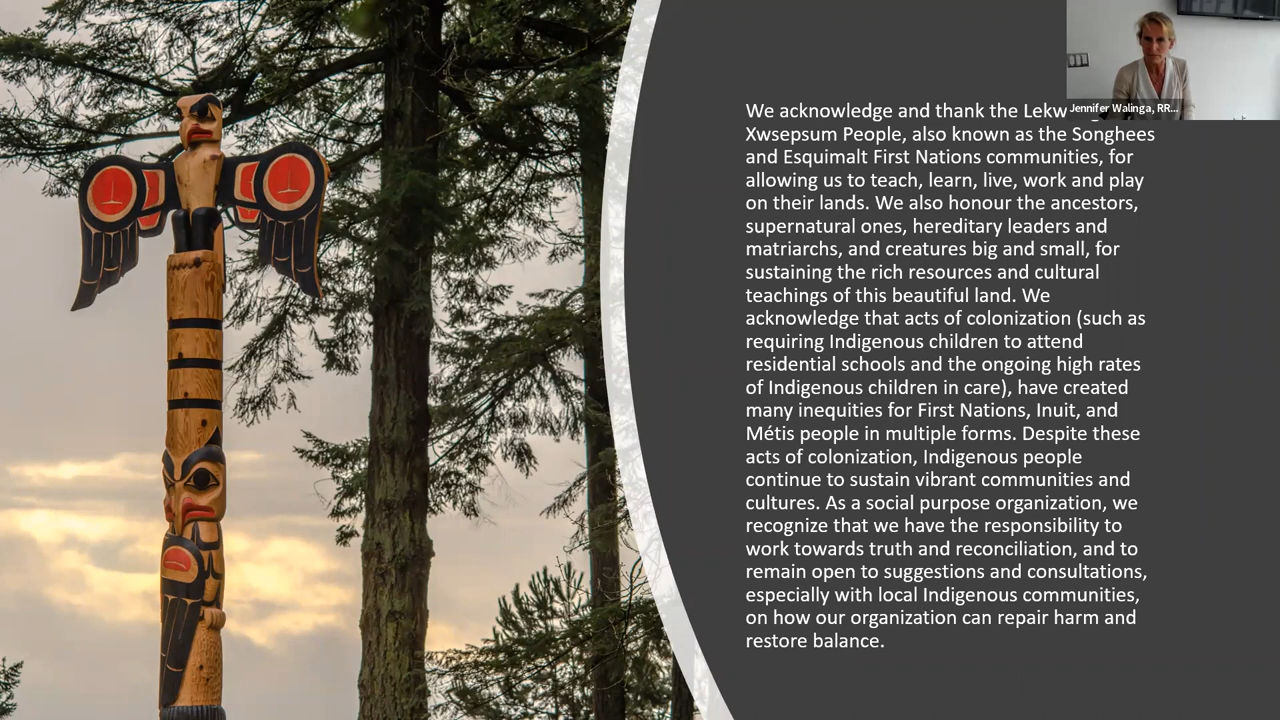 Jennifer Walinga, RR...
We acknowledge and thank the
Xwsepsum People, also known as the Songhees
and Esquimalt First Nations communities, for
allowing us to teach, learn, live, work and play
on their lands. We also honour the ancestors,
supernatural ones, hereditary leaders and
matriarchs, and creatures big and small, for
sustaining the rich resources and cultural
teachings of this beautiful land. We
acknowledge that acts of colonization (such as
requiring Indigenous children to attend
residential schools and the ongoing high rates
of Indigenous children in care), have created
many inequities for First Nations, Inuit, and
Métis people in multiple forms. Despite these
acts of colonization, Indigenous people
continue to sustain vibrant communities and
cultures. As a social purpose organization, we
recognize that we have the responsibility to
work towards truth and reconciliation, and to
remain open to suggestions and consultations,
especially with local Indigenous communities,
on how our organization can repair harm and
restore balance.